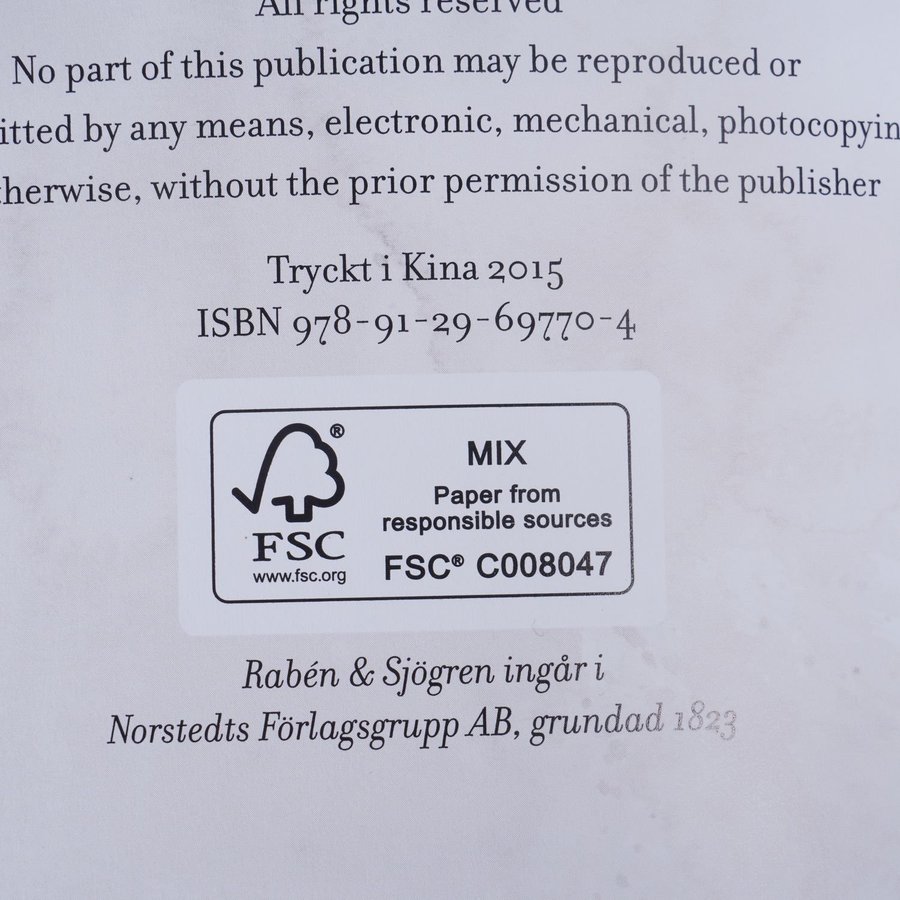 All rights reserved
No part of this publication may be reproduced or
itted by any means, electronic, mechanical, photocopyin
herwise, without the prior permission of the publisher
Tryckt i Kina 2015
ISBN 978-91-29-69770-4
®
FSC
www.fsc.org
MIX
Paper from
responsible sources
FSC® C008047
Rabén & Sjögren ingår i
Norstedts Förlagsgrupp AB, grundad 1823